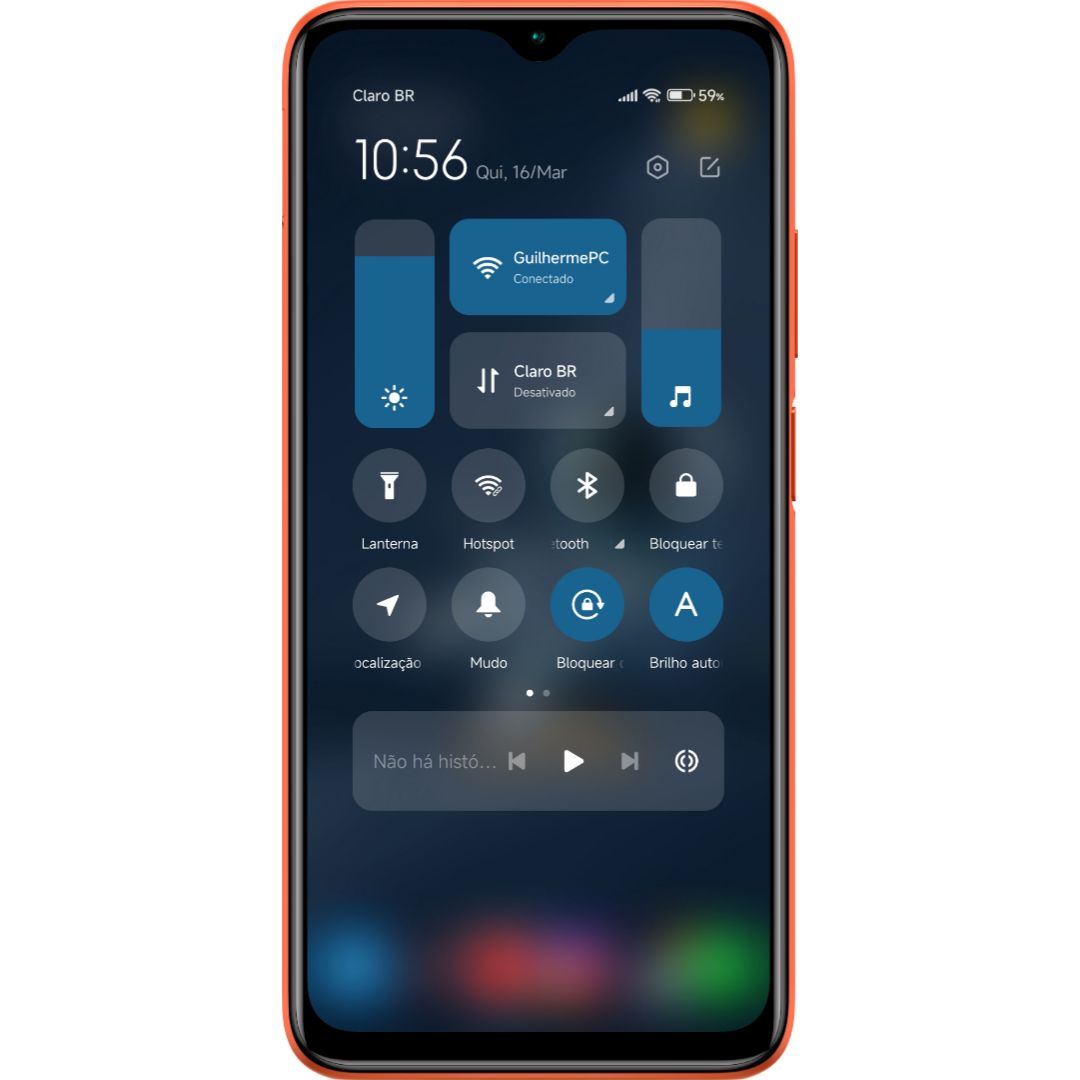 Claro BR
59%
10:56 Qui, 16/Mar
GuilhermePC
Conectado
Claro BR
Desativado
Lanterna
Hotspot
tooth
Bloquear te
ocalização
Mudo
Bloquear
Brilho auto
A
Não há histó...